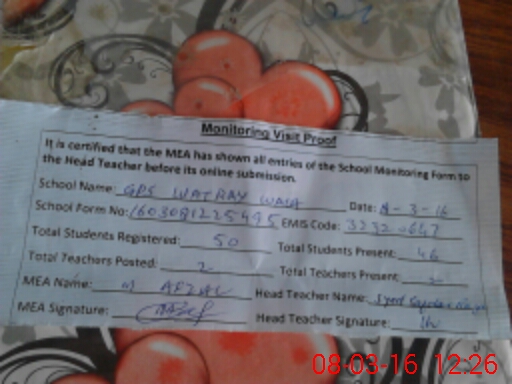 Monitoring Visit Proof
It is certified that the MEA has shown all entries of the School Monitoring Form to
the Head Teacher before its online submission.
School Name: GPS WATRAY WALA Date: 8-3-16
School Form No: EMIS Code:
Total Students Registered: 50 Total Students Present: 46
Total Teachers Posted: 2 Total Teachers Present: 2
MEA Name: AFZAL Head Teacher Name: Syed
MEA Signature: Head Teacher Signature:
08-03-16 12:26